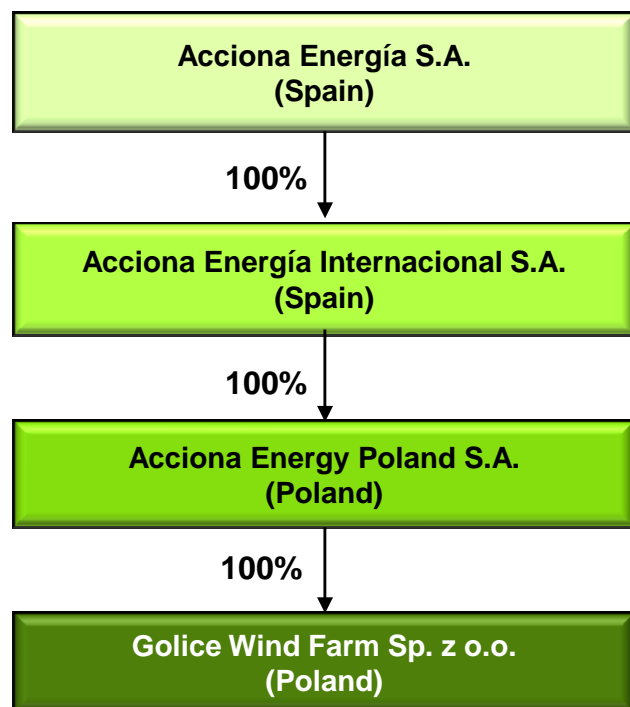 Acciona Energía S.A.
(Spain)
100%
Acciona Energía Internacional S.A.
(Spain)
100%
Acciona Energy Poland S.A.
(Poland)
100%
Golice Wind Farm Sp. z o.o.
(Poland)